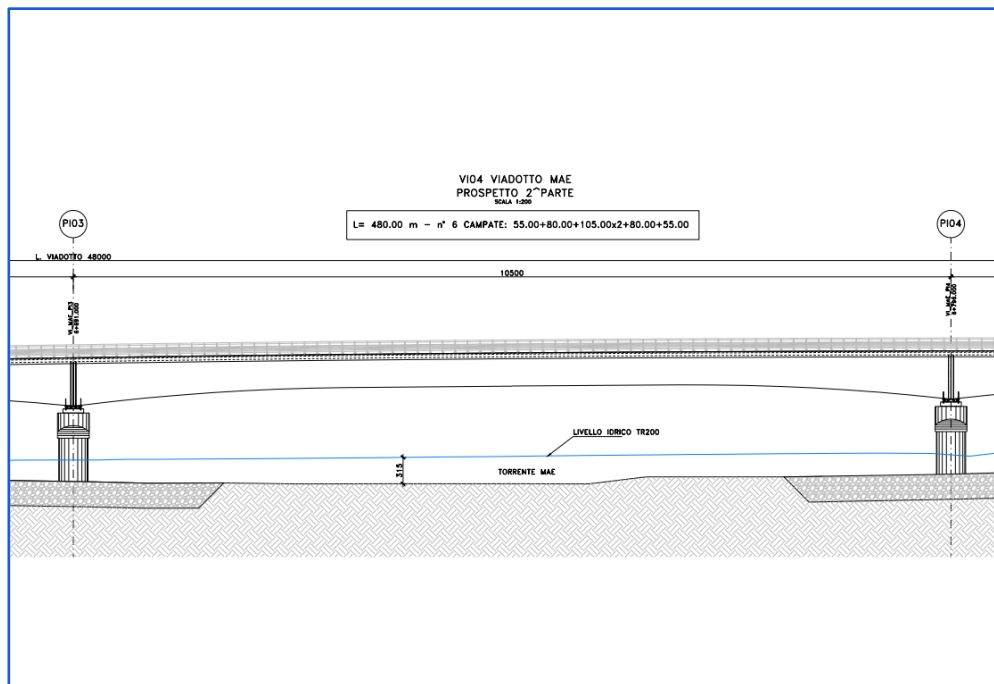 VI04 VIADOTTO MAE
PROSPETTO 2^PARTE
SCALA 1:200
L= 480.00 m - n° 6 CAMPATE: 55.00+80.00+105.00x2+80.00+55.00
PI03
PI04
L. VIADOTTO 48000
10500
LIVELLO IDRICO TR200
315
TORRENTE MAE